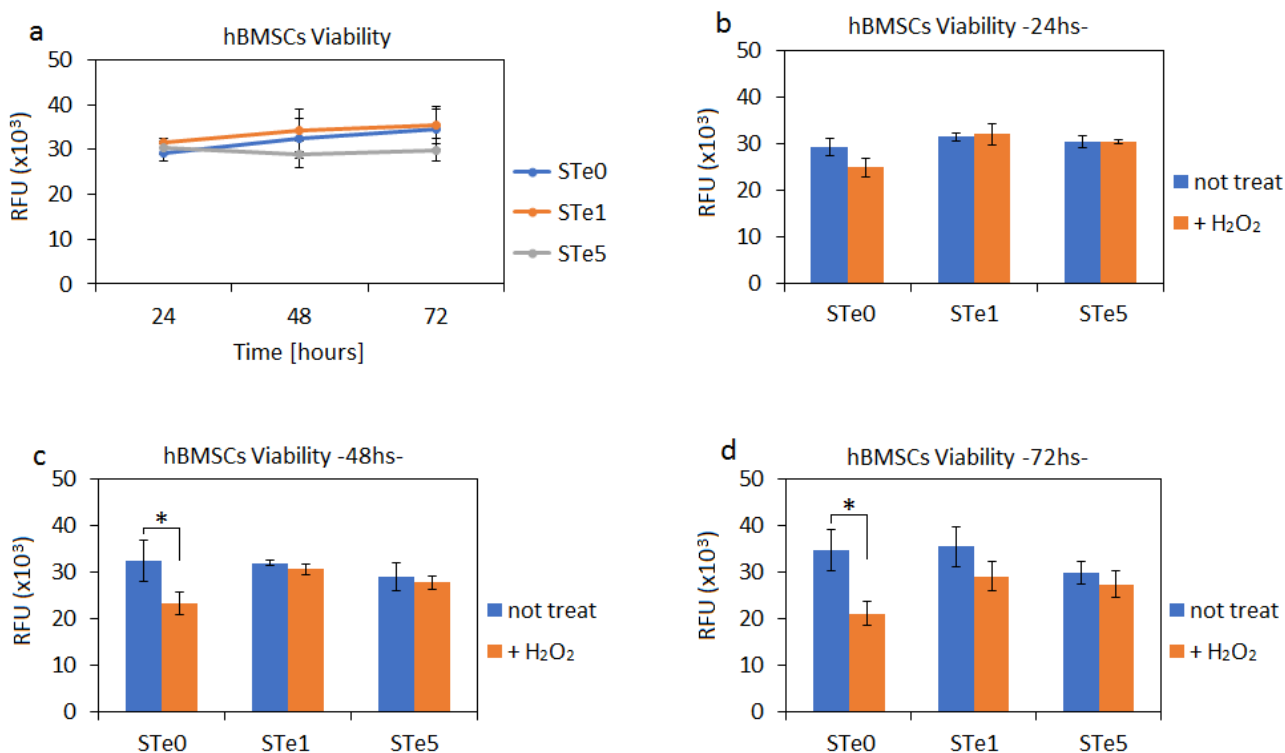 a
hBMSCs Viability
50
40
30
20
10
0
RFU (x10³)
24 48 72
Time [hours]
STe0
STe1
STe5
b
hBMSCs Viability -24hs-
50
40
30
20
10
0
RFU (x10³)
STe0 STe1 STe5
not treat
+ H₂O₂
c
hBMSCs Viability -48hs-
50
40
30
20
10
0
RFU (x10³)
*
STe0 STe1 STe5
not treat
+ H₂O₂
d
hBMSCs Viability -72hs-
50
40
30
20
10
0
RFU (x10³)
*
STe0 STe1 STe5
not treat
+ H₂O₂